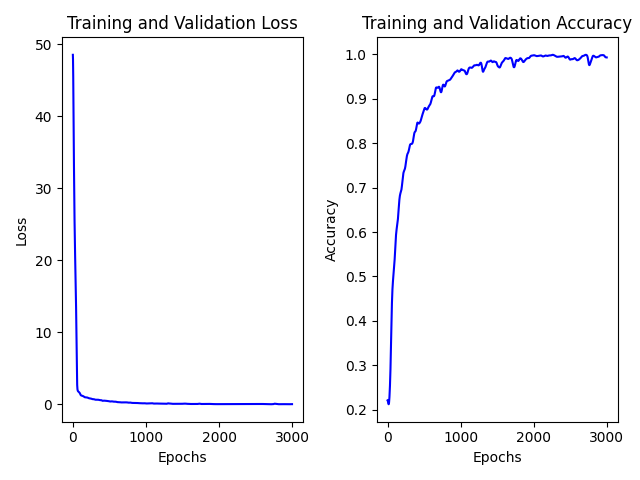 Training and Validation Loss
50
40
30
20
10
0
Loss
0 1000 2000 3000
Epochs
Training and Validation Accuracy
1.0
0.9
0.8
0.7
0.6
0.5
0.4
0.3
0.2
Accuracy
0 1000 2000 3000
Epochs